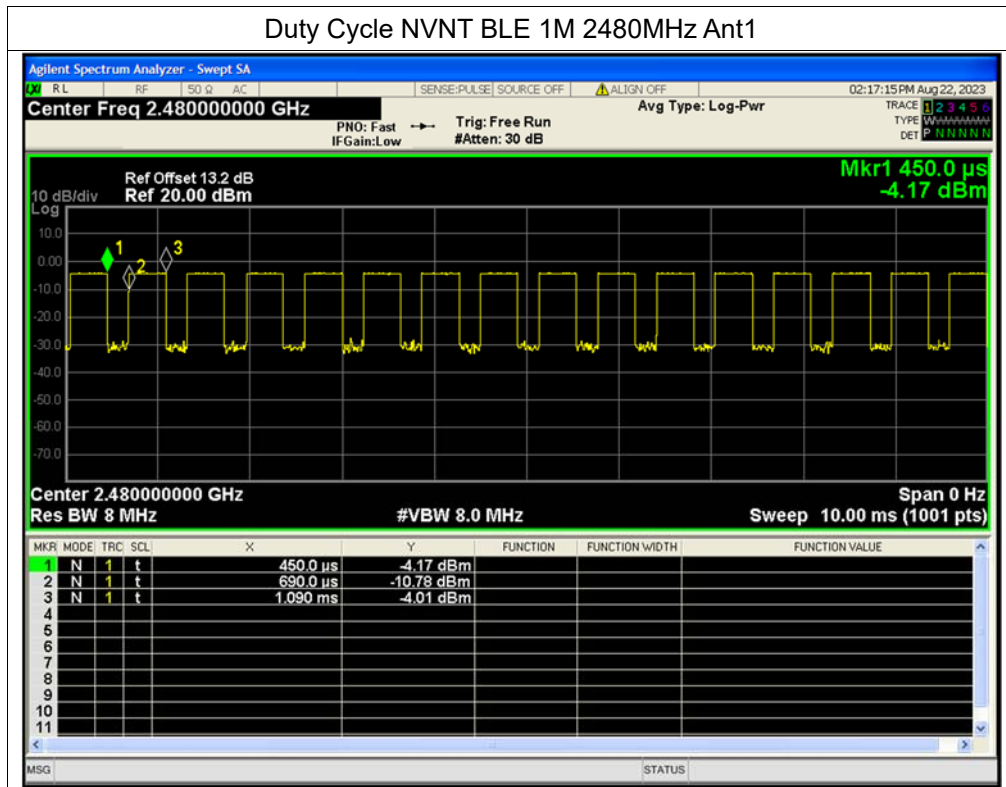 Duty Cycle NVNT BLE 1M 2480MHz Ant1
Agilent Spectrum Analyzer - Swept SA
RL RF 50 Ω AC SENSE:PULSE SOURCE OFF ALIGN OFF 02:17:15 PM Aug 22, 2023
Center Freq 2.480000000 GHz Avg Type: Log-Pwr TRACE 1 2 3 4 5 6
PNO: Fast Trig: Free Run TYPE W
IFGain:Low #Atten: 30 dB DET P N N N N N
Mkr1 450.0 µs
-4.17 dBm
Ref Offset 13.2 dB
10 dB/div Ref 20.00 dBm
Log
10.0
0.00
-10.0
-20.0
-30.0
-40.0
-50.0
-60.0
-70.0
1
2
3
Center 2.480000000 GHz Span 0 Hz
Res BW 8 MHz #VBW 8.0 MHz Sweep 10.00 ms (1001 pts)
MKR MODE TRC SCL X Y FUNCTION FUNCTION WIDTH FUNCTION VALUE
1 N 1 t 450.0 µs -4.17 dBm
2 N 1 t 690.0 µs -10.78 dBm
3 N 1 t 1.090 ms -4.01 dBm
4
5
6
7
8
9
10
11
MSG STATUS